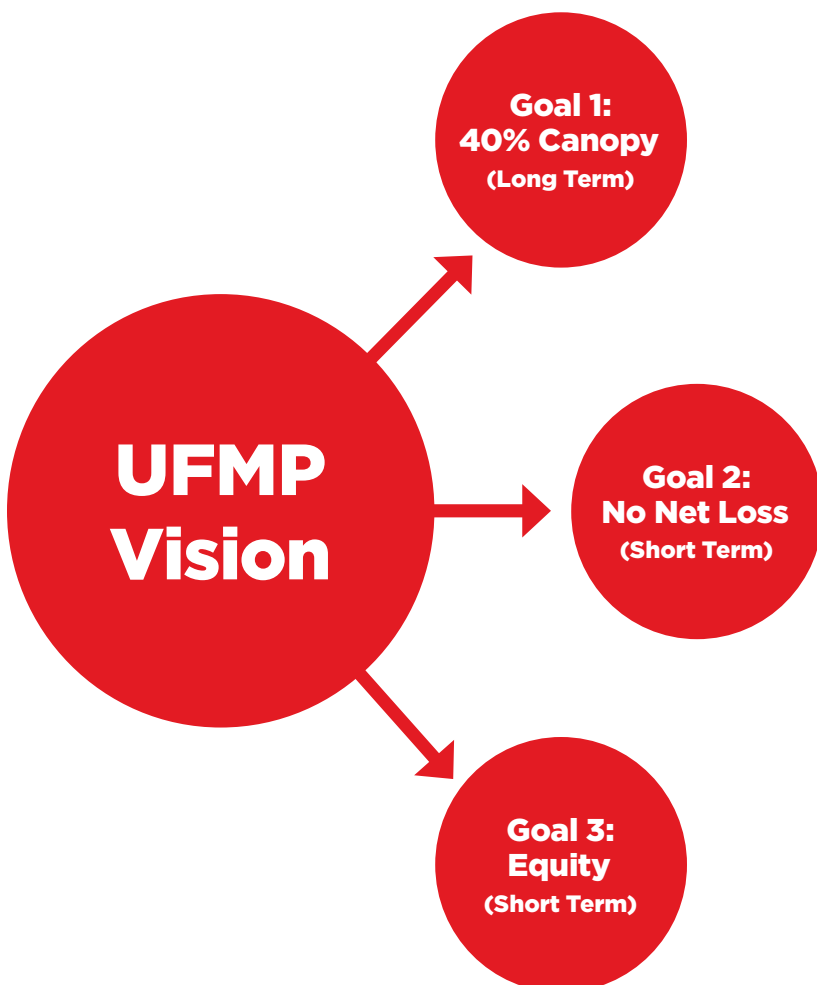 Goal 1:
40% Canopy
(Long Term)
UFMP
Vision
Goal 2:
No Net Loss
(Short Term)
Goal 3:
Equity
(Short Term)